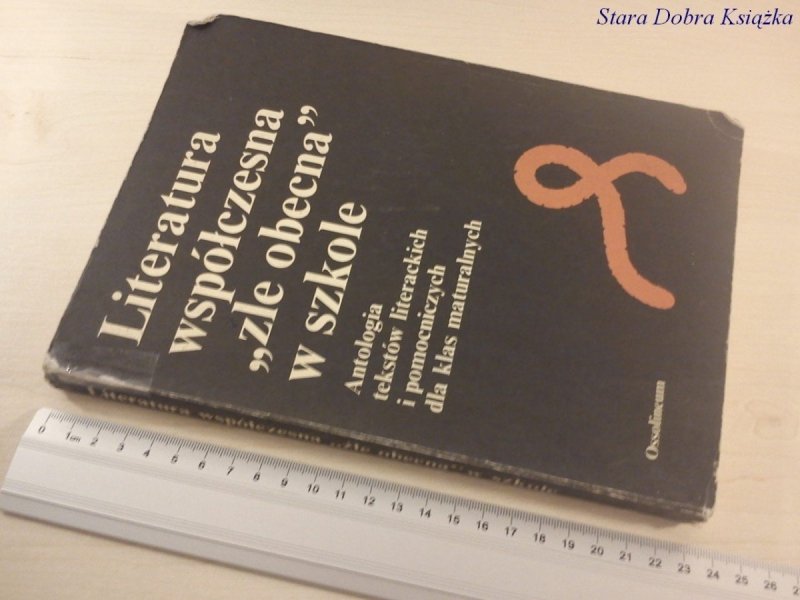 Stara Dobra Książka
Literatura
współczesna
„źle obecna”
w szkole
Antologia
tekstów literackich
i pomocniczych
dla klas maturalnych
Ossolineum
Literatura współczesna „źle obecna” w szkole
0 1cm 2 3 4 5 6 7 8 9 10 11 12 13 14 15 16 17 18 19 20 21 22 23 24 25 26